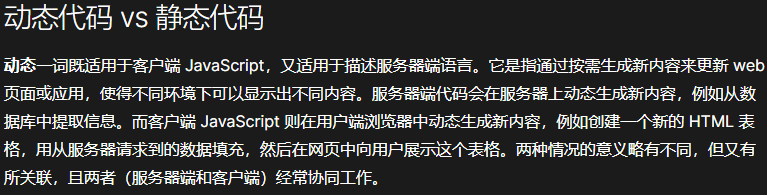 动态代码 vs 静态代码
动态一词既适用于客户端 JavaScript，又适用于描述服务器端语言。它是指通过按需生成新内容来更新 web
页面或应用，使得不同环境下可以显示出不同内容。服务器端代码会在服务器上动态生成新内容，例如从数
据库中提取信息。而客户端 JavaScript 则在用户端浏览器中动态生成新内容，例如创建一个新的 HTML 表
格，用从服务器请求到的数据填充，然后在网页中向用户展示这个表格。两种情况的意义略有不同，但又有
所关联，且两者（服务器端和客户端）经常协同工作。